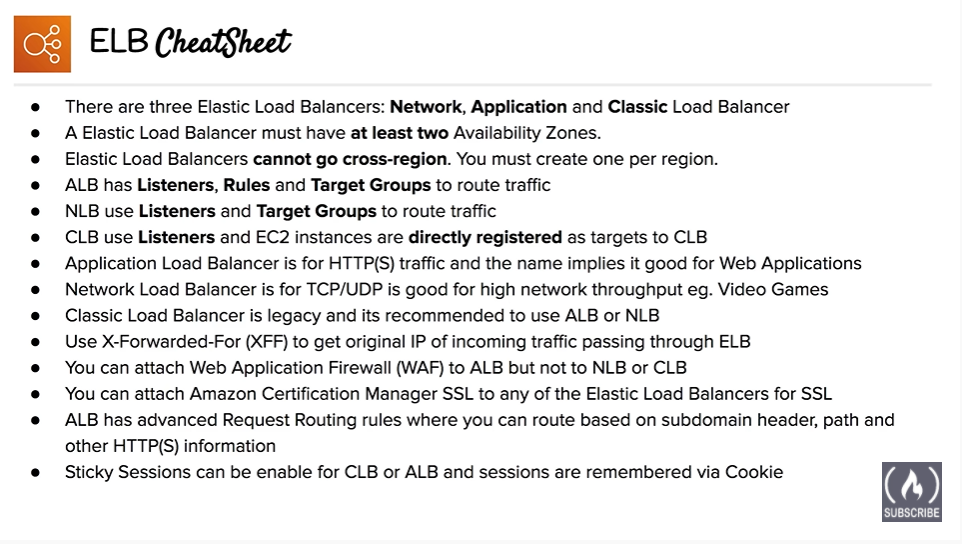 ELB CheatSheet
● There are three Elastic Load Balancers: Network, Application and Classic Load Balancer
● A Elastic Load Balancer must have at least two Availability Zones.
● Elastic Load Balancers cannot go cross-region. You must create one per region.
● ALB has Listeners, Rules and Target Groups to route traffic
● NLB use Listeners and Target Groups to route traffic
● CLB use Listeners and EC2 instances are directly registered as targets to CLB
● Application Load Balancer is for HTTP(S) traffic and the name implies it good for Web Applications
● Network Load Balancer is for TCP/UDP is good for high network throughput eg. Video Games
● Classic Load Balancer is legacy and its recommended to use ALB or NLB
● Use X-Forwarded-For (XFF) to get original IP of incoming traffic passing through ELB
● You can attach Web Application Firewall (WAF) to ALB but not to NLB or CLB
● You can attach Amazon Certification Manager SSL to any of the Elastic Load Balancers for SSL
● ALB has advanced Request Routing rules where you can route based on subdomain header, path and
other HTTP(S) information
● Sticky Sessions can be enable for CLB or ALB and sessions are remembered via Cookie
SUBSCRIBE